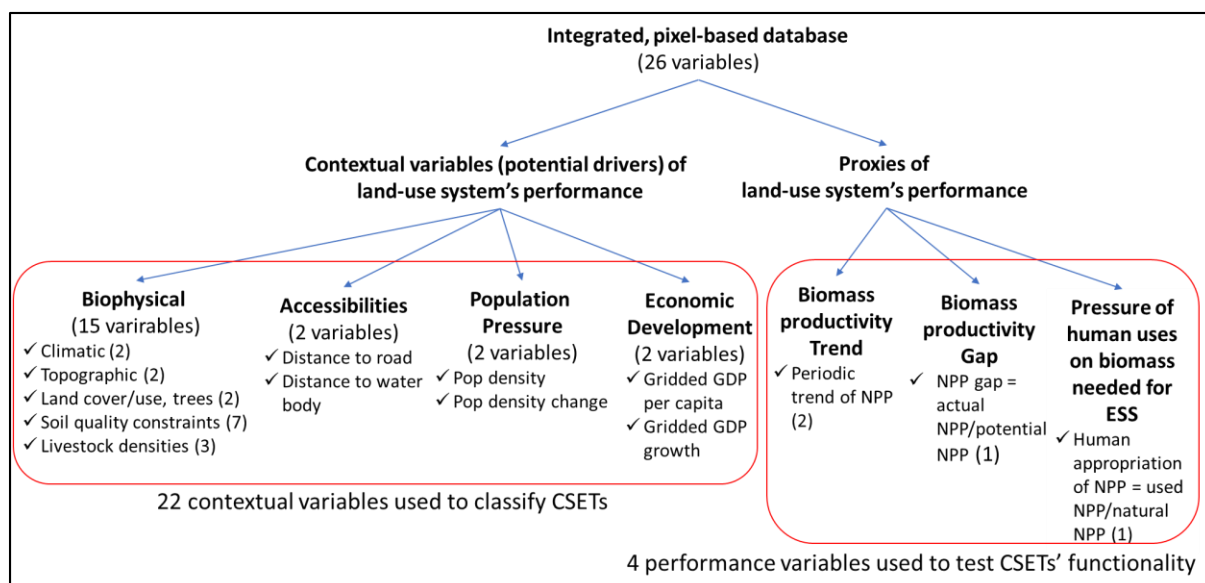 Integrated, pixel-based database
(26 variables)
Contextual variables (potential drivers) of
land-use system's performance
Proxies of
land-use system's performance
Biophysical
(15 varirables)
✓ Climatic (2)
✓ Topographic (2)
✓ Land cover/use, trees (2)
✓ Soil quality constraints (7)
✓ Livestock densities (3)
Accessibilities
(2 variables)
✓ Distance to road
✓ Distance to water
body
Population
Pressure
(2 variables)
✓ Pop density
✓ Pop density change
Economic
Development
(2 variables)
✓ Gridded GDP
per capita
✓ Gridded GDP
growth
Biomass
productivity
Trend
✓ Periodic
trend of NPP
(2)
Biomass
productivity
Gap
✓ NPP gap =
actual
NPP/potential
NPP (1)
Pressure of
human uses
on biomass
needed for
ESS
✓ Human
appropriation
of NPP = used
NPP/natural
NPP (1)
22 contextual variables used to classify CSETs
4 performance variables used to test CSETs' functionality